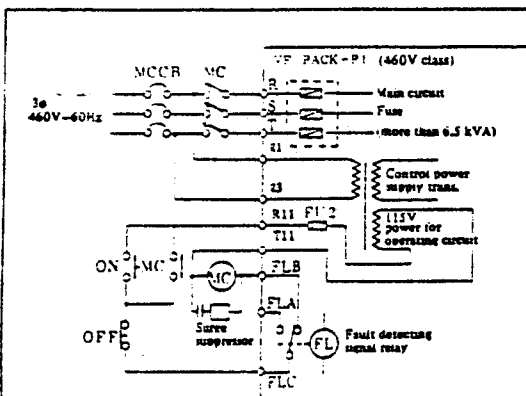 VF PACK-P1 (460V class)
MCCB MC
R
Main circuit
3ø
460V-60Hz
S
Fuse
T
(more than 6.5 kVA)
Control power
supply trans.
R11 FU2
T11
115V
power for
operating circuit
ON MC
MC
FLB
FLA
Surge
suppressor
OFF
FL
Fault detecting
signal relay
FLC